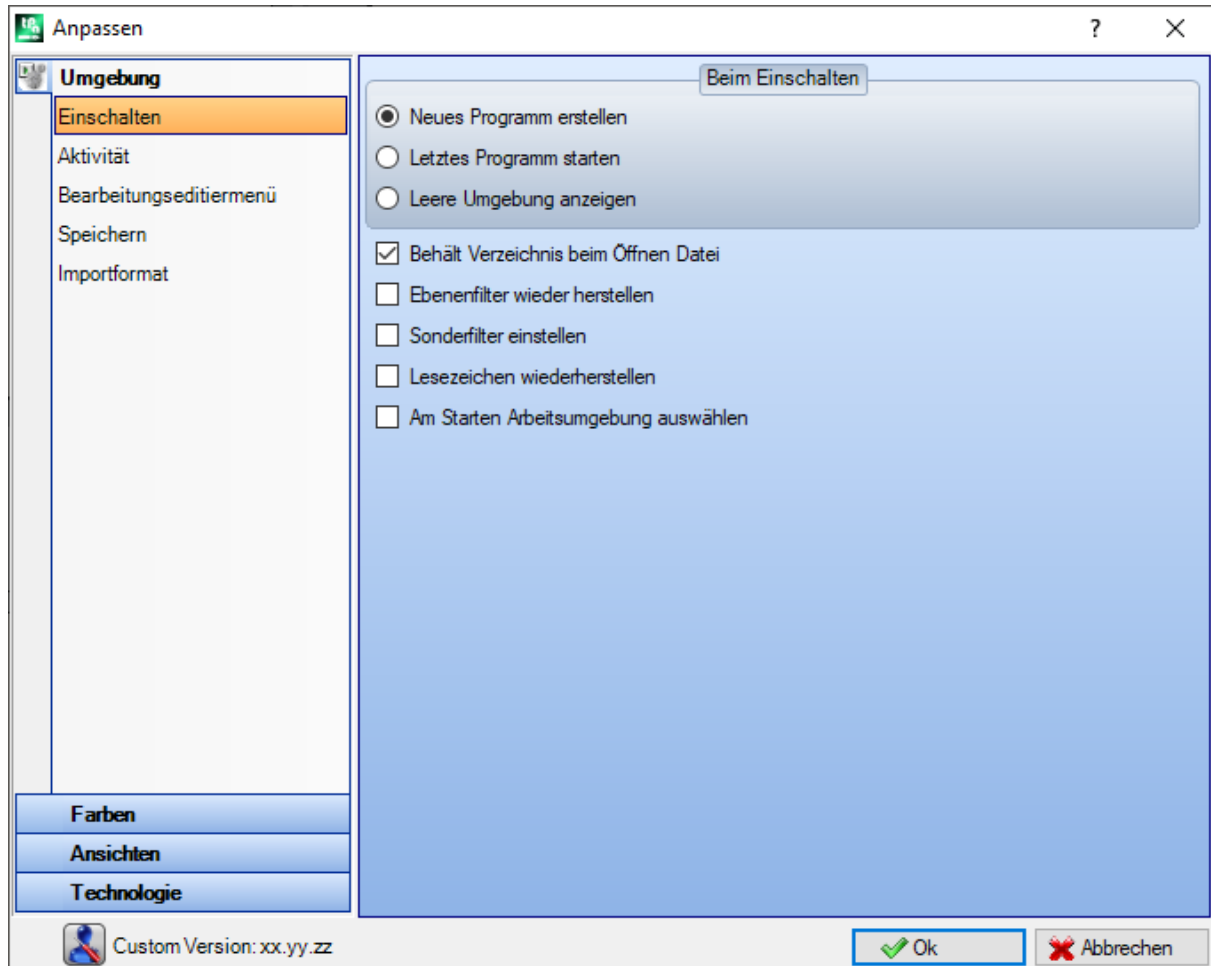 Anpassen
?
Umgebung
Einschalten
Aktivität
Bearbeitungseditiermenü
Speichern
Importformat
Farben
Ansichten
Technologie
Beim Einschalten
Neues Programm erstellen
Letztes Programm starten
Leere Umgebung anzeigen
Behält Verzeichnis beim Öffnen Datei
Ebenenfilter wieder herstellen
Sonderfilter einstellen
Lesezeichen wiederherstellen
Am Starten Arbeitsumgebung auswählen
Custom Version: xx.yy.zz
Ok
Abbrechen